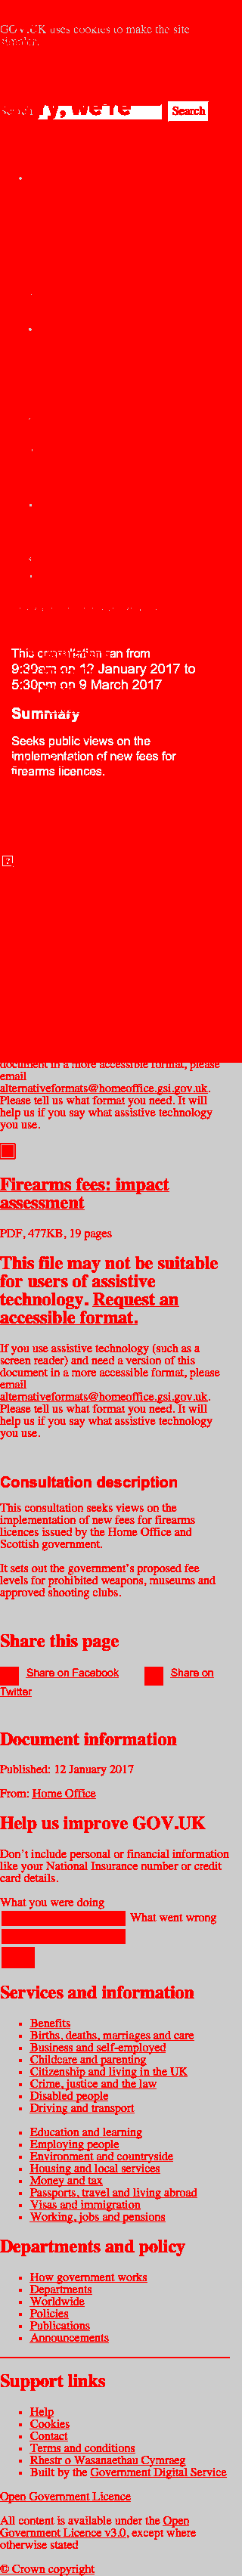 GOV.UK uses cookies to make the site
simpler.
Search
This consultation ran from
9:30am on 12 January 2017 to
5:30pm on 9 March 2017
Summary
Seeks public views on the
implementation of new fees for
firearms licences.
document in a more accessible format, please
email
alternativeformats@homeoffice.gsi.gov.uk.
Please tell us what format you need. It will
help us if you say what assistive technology
you use.
Firearms fees: impact
assessment
PDF, 477KB, 19 pages
This file may not be suitable
for users of assistive
technology. Request an
accessible format.
If you use assistive technology (such as a
screen reader) and need a version of this
document in a more accessible format, please
email
alternativeformats@homeoffice.gsi.gov.uk.
Please tell us what format you need. It will
help us if you say what assistive technology
you use.
Consultation description
This consultation seeks views on the
implementation of new fees for firearms
licences issued by the Home Office and
Scottish government.
It sets out the government's proposed fee
levels for prohibited weapons, museums and
approved shooting clubs.
Share this page
Share on Facebook Share on
Twitter
Document information
Published: 12 January 2017
From: Home Office
Help us improve GOV.UK
Don't include personal or financial information
like your National Insurance number or credit
card details.
What you were doing
What went wrong
Services and information
Benefits
Births, deaths, marriages and care
Business and self-employed
Childcare and parenting
Citizenship and living in the UK
Crime, justice and the law
Disabled people
Driving and transport
Education and learning
Employing people
Environment and countryside
Housing and local services
Money and tax
Passports, travel and living abroad
Visas and immigration
Working, jobs and pensions
Departments and policy
How government works
Departments
Worldwide
Policies
Publications
Announcements
Support links
Help
Cookies
Contact
Terms and conditions
Rhestr o Wasanaethau Cymraeg
Built by the Government Digital Service
Open Government Licence
All content is available under the Open
Government Licence v3.0, except where
otherwise stated
© Crown copyright